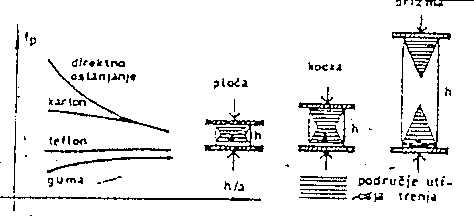 prizma
fp
direktno
oslanjanje
ploča
kocka
karton
h
h
h
teflon
guma
h/a
područje uti-
caja trenja